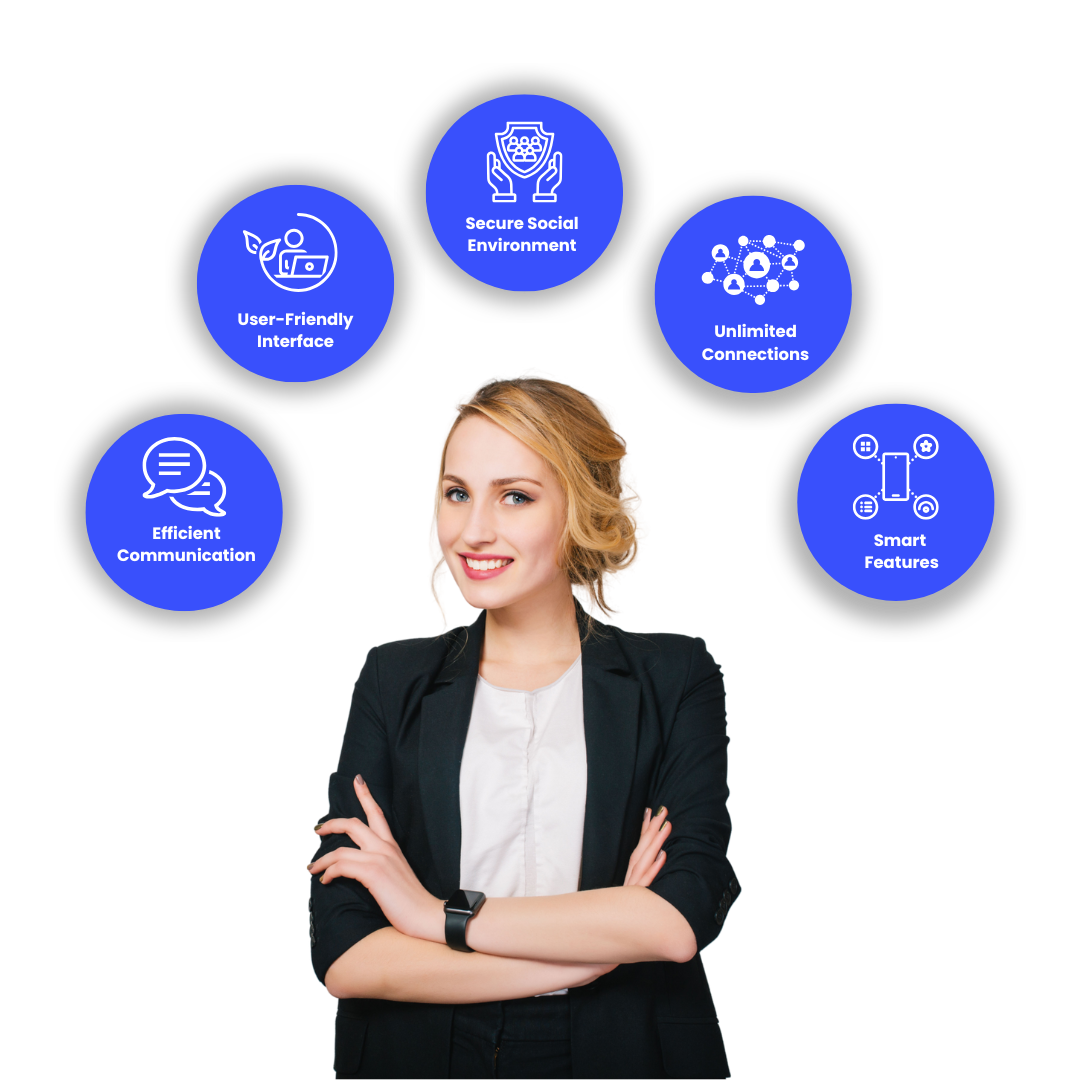 Secure Social
Environment
User-Friendly
Interface
Unlimited
Connections
Efficient
Communication
Smart
Features